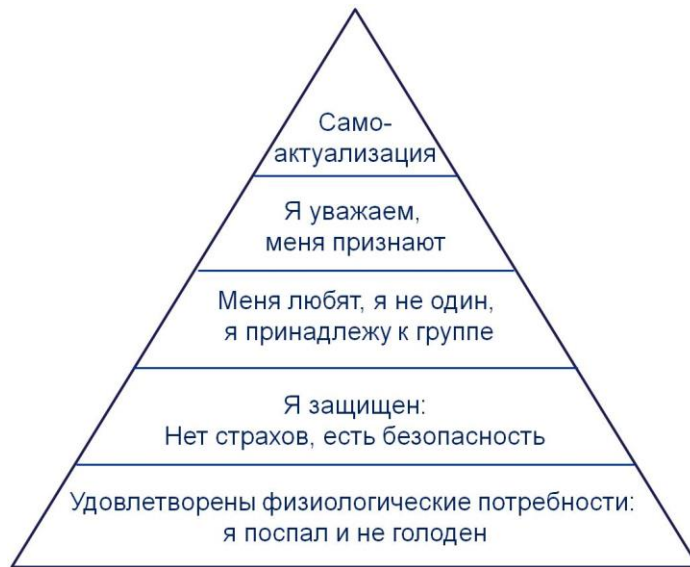 Само-
актуализация
Я уважаем,
меня признают
Меня любят, я не один,
я принадлежу к группе
Я защищен:
Нет страхов, есть безопасность
Удовлетворены физиологические потребности:
я поспал и не голоден